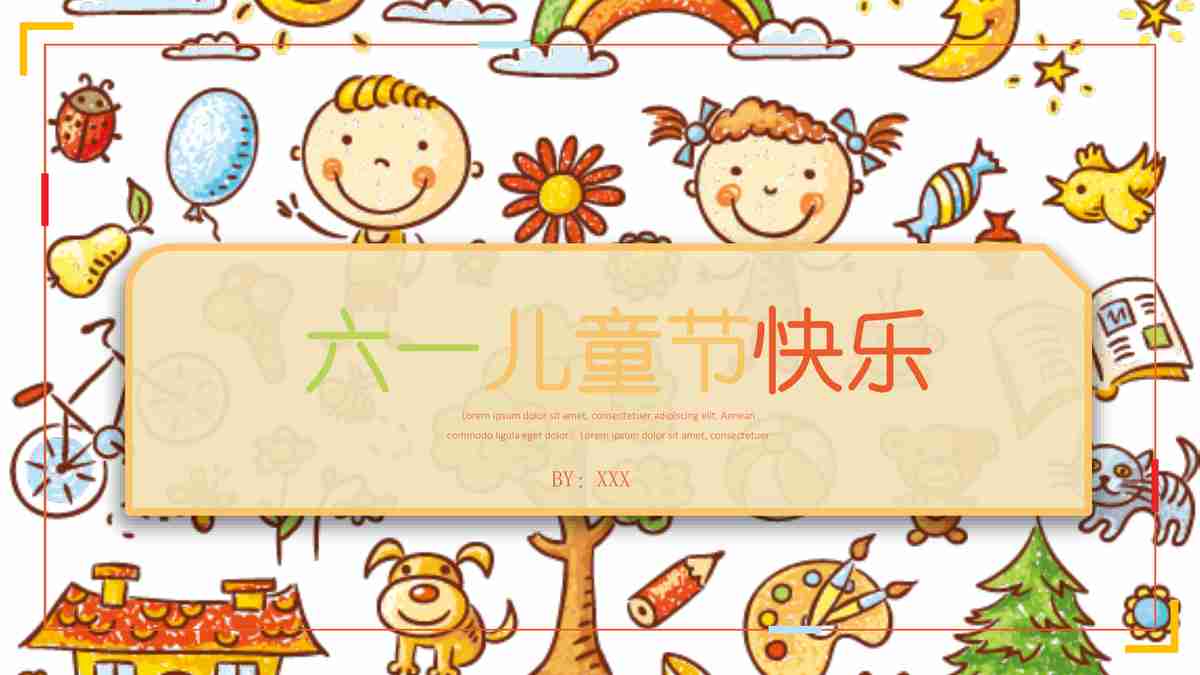 六一儿童节快乐
Lorem ipsum dolor sit amet, consectetuer adipiscing elit. Aenean
commodo ligula eget dolor. Lorem ipsum dolor sit amet, consectetuer
BY: XXX